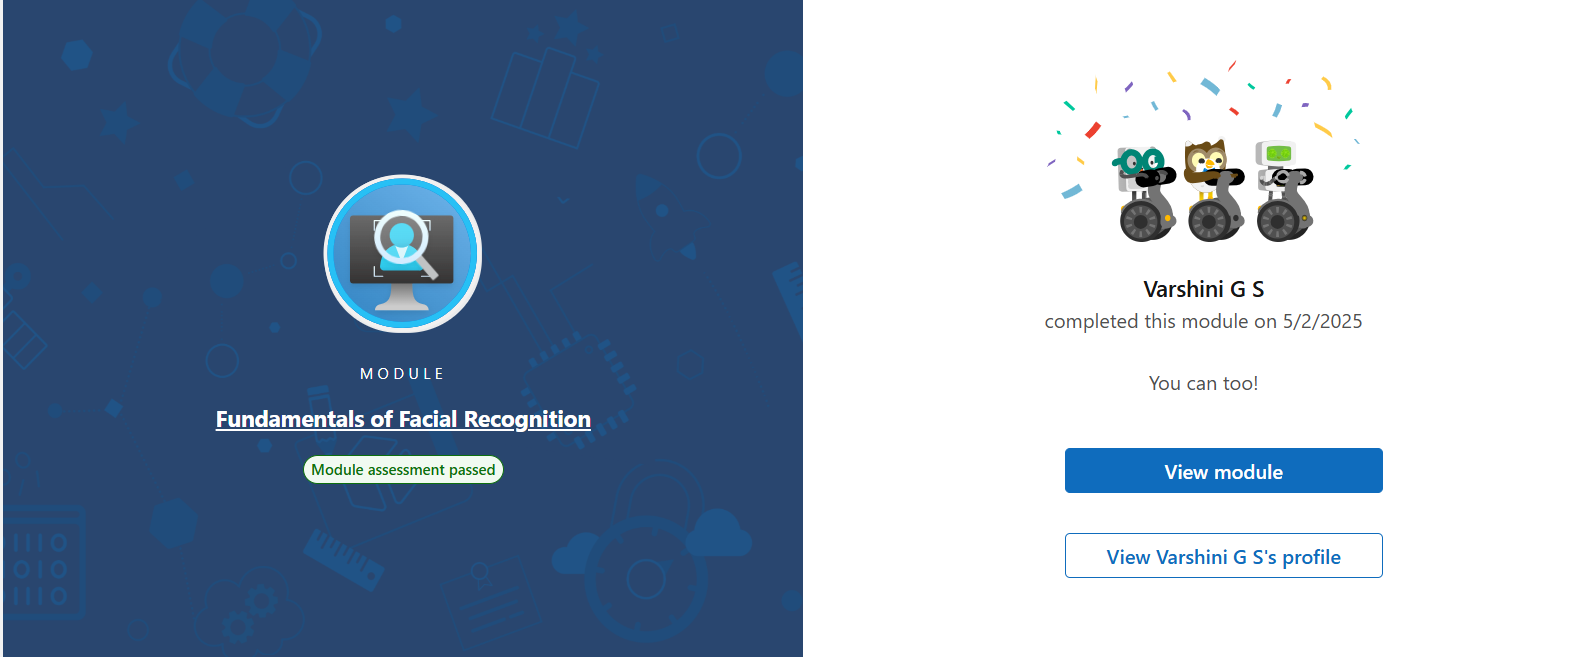 MODULE
Fundamentals of Facial Recognition
Module assessment passed
Varshini G S
completed this module on 5/2/2025
You can too!
View module
View Varshini G S's profile